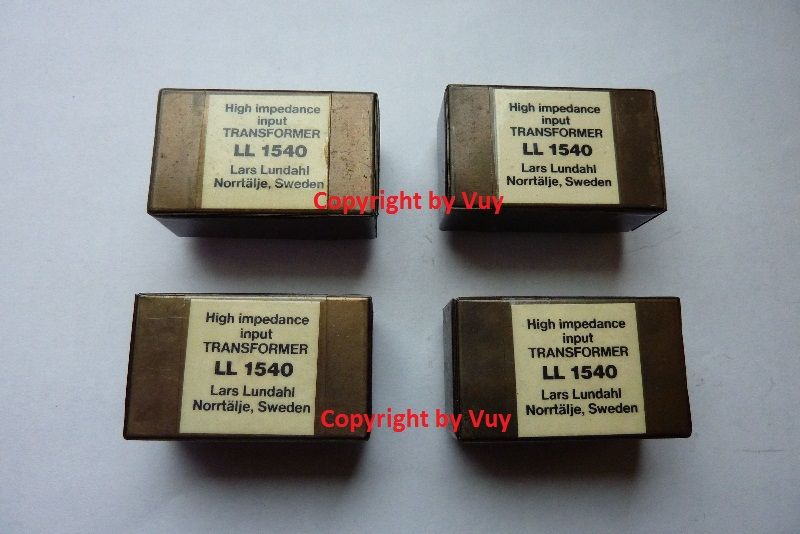 High impedance
input
TRANSFORMER
LL 1540
Lars Lundahl
Norrtälje, Sweden
High impedance
input
TRANSFORMER
LL 1540
Lars Lundahl
Norrtälje, Sweden
Copyright by Vuy
High impedance
input
TRANSFORMER
LL 1540
Lars Lundahl
Norrtälje, Sweden
High impedance
input
TRANSFORMER
LL 1540
Lars Lundahl
Norrtälje, Sweden
Copyright by Vuy